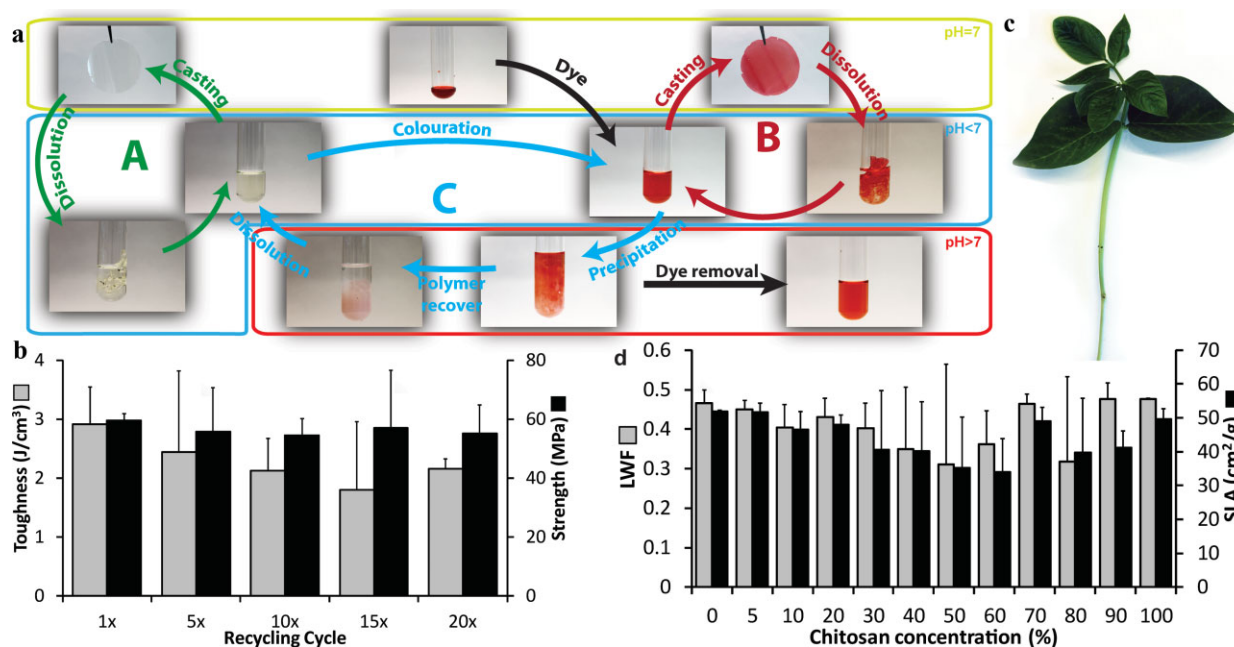 a
pH=7
c
Casting
Dye
Casting
Dissolution
Dissolution
A
Colouration
B
pH<7
C
Dissolution
Precipitation
pH>7
Polymer
recover
Dye removal
b
4
3
2
1
0
Toughness (J/cm³)
80
60
40
20
0
Strength (MPa)
1x
5x
10x
15x
20x
Recycling Cycle
d
0.6
0.5
0.4
0.3
0.2
0.1
0
LWF
70
60
50
40
30
20
10
0
SLA (cm²/g)
0
5
10
20
30
40
50
60
70
80
90
100
Chitosan concentration (%)